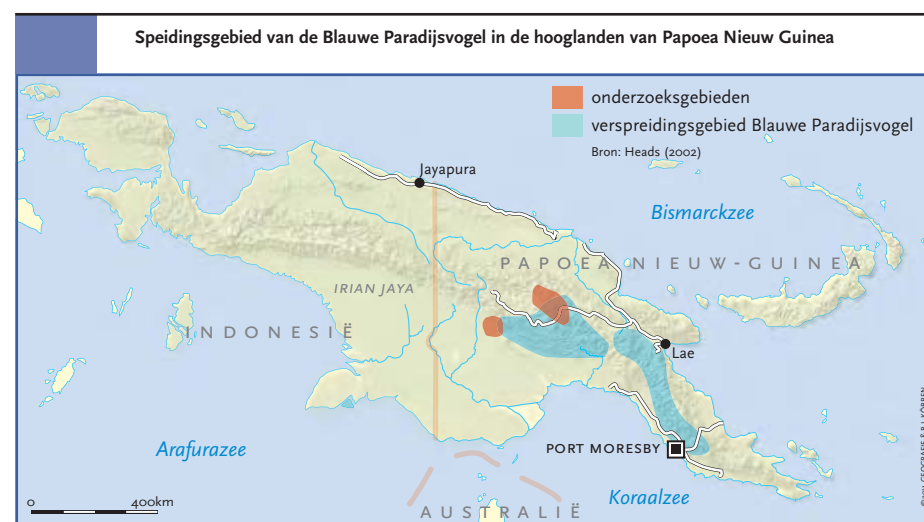 Speidingsgebied van de Blauwe Paradijsvogel in de hooglanden van Papoea Nieuw Guinea
onderzoeksgebieden
verspreidingsgebied Blauwe Paradijsvogel
Bron: Heads (2002)
Jayapura
Bismarckzee
PAPOEA NIEUW-GUINEA
IRIAN JAYA
INDONESIË
Lae
PORT MORESBY
Arafurazee
0 400km
Koraalzee
AUSTRALIË